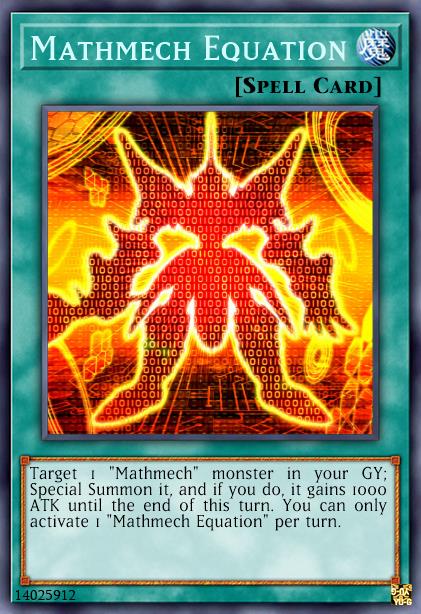 Mathmech Equation
[Spell Card]
Target 1 "Mathmech" monster in your GY;
Special Summon it, and if you do, it gains 1000
ATK until the end of this turn. You can only
activate 1 "Mathmech Equation" per turn.
14025912